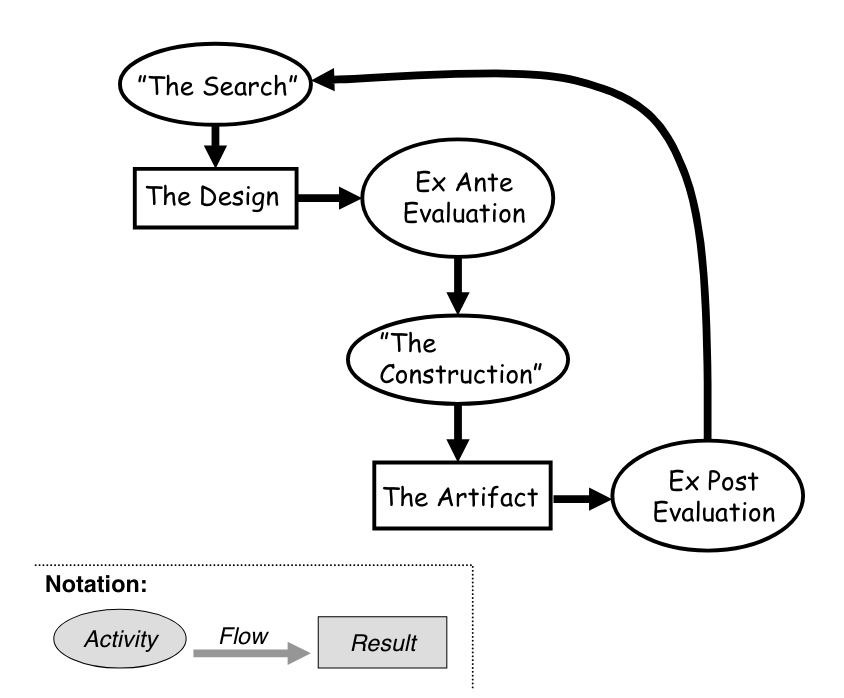 "The Search"
The Design
Ex Ante
Evaluation
"The
Construction"
The Artifact
Ex Post
Evaluation
Notation:
Activity
Flow
Result